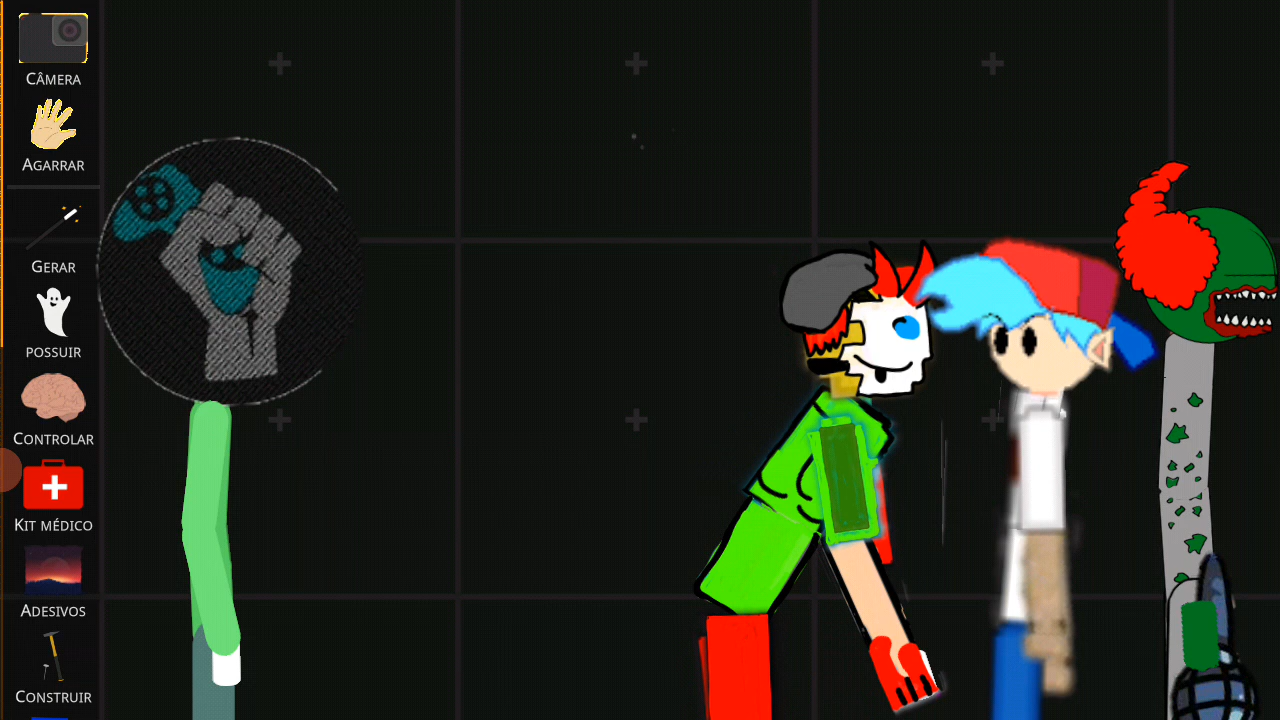 CÂMERA
AGARRAR
GERAR
POSSUIR
CONTROLAR
KIT MÉDICO
ADESIVOS
CONSTRUIR